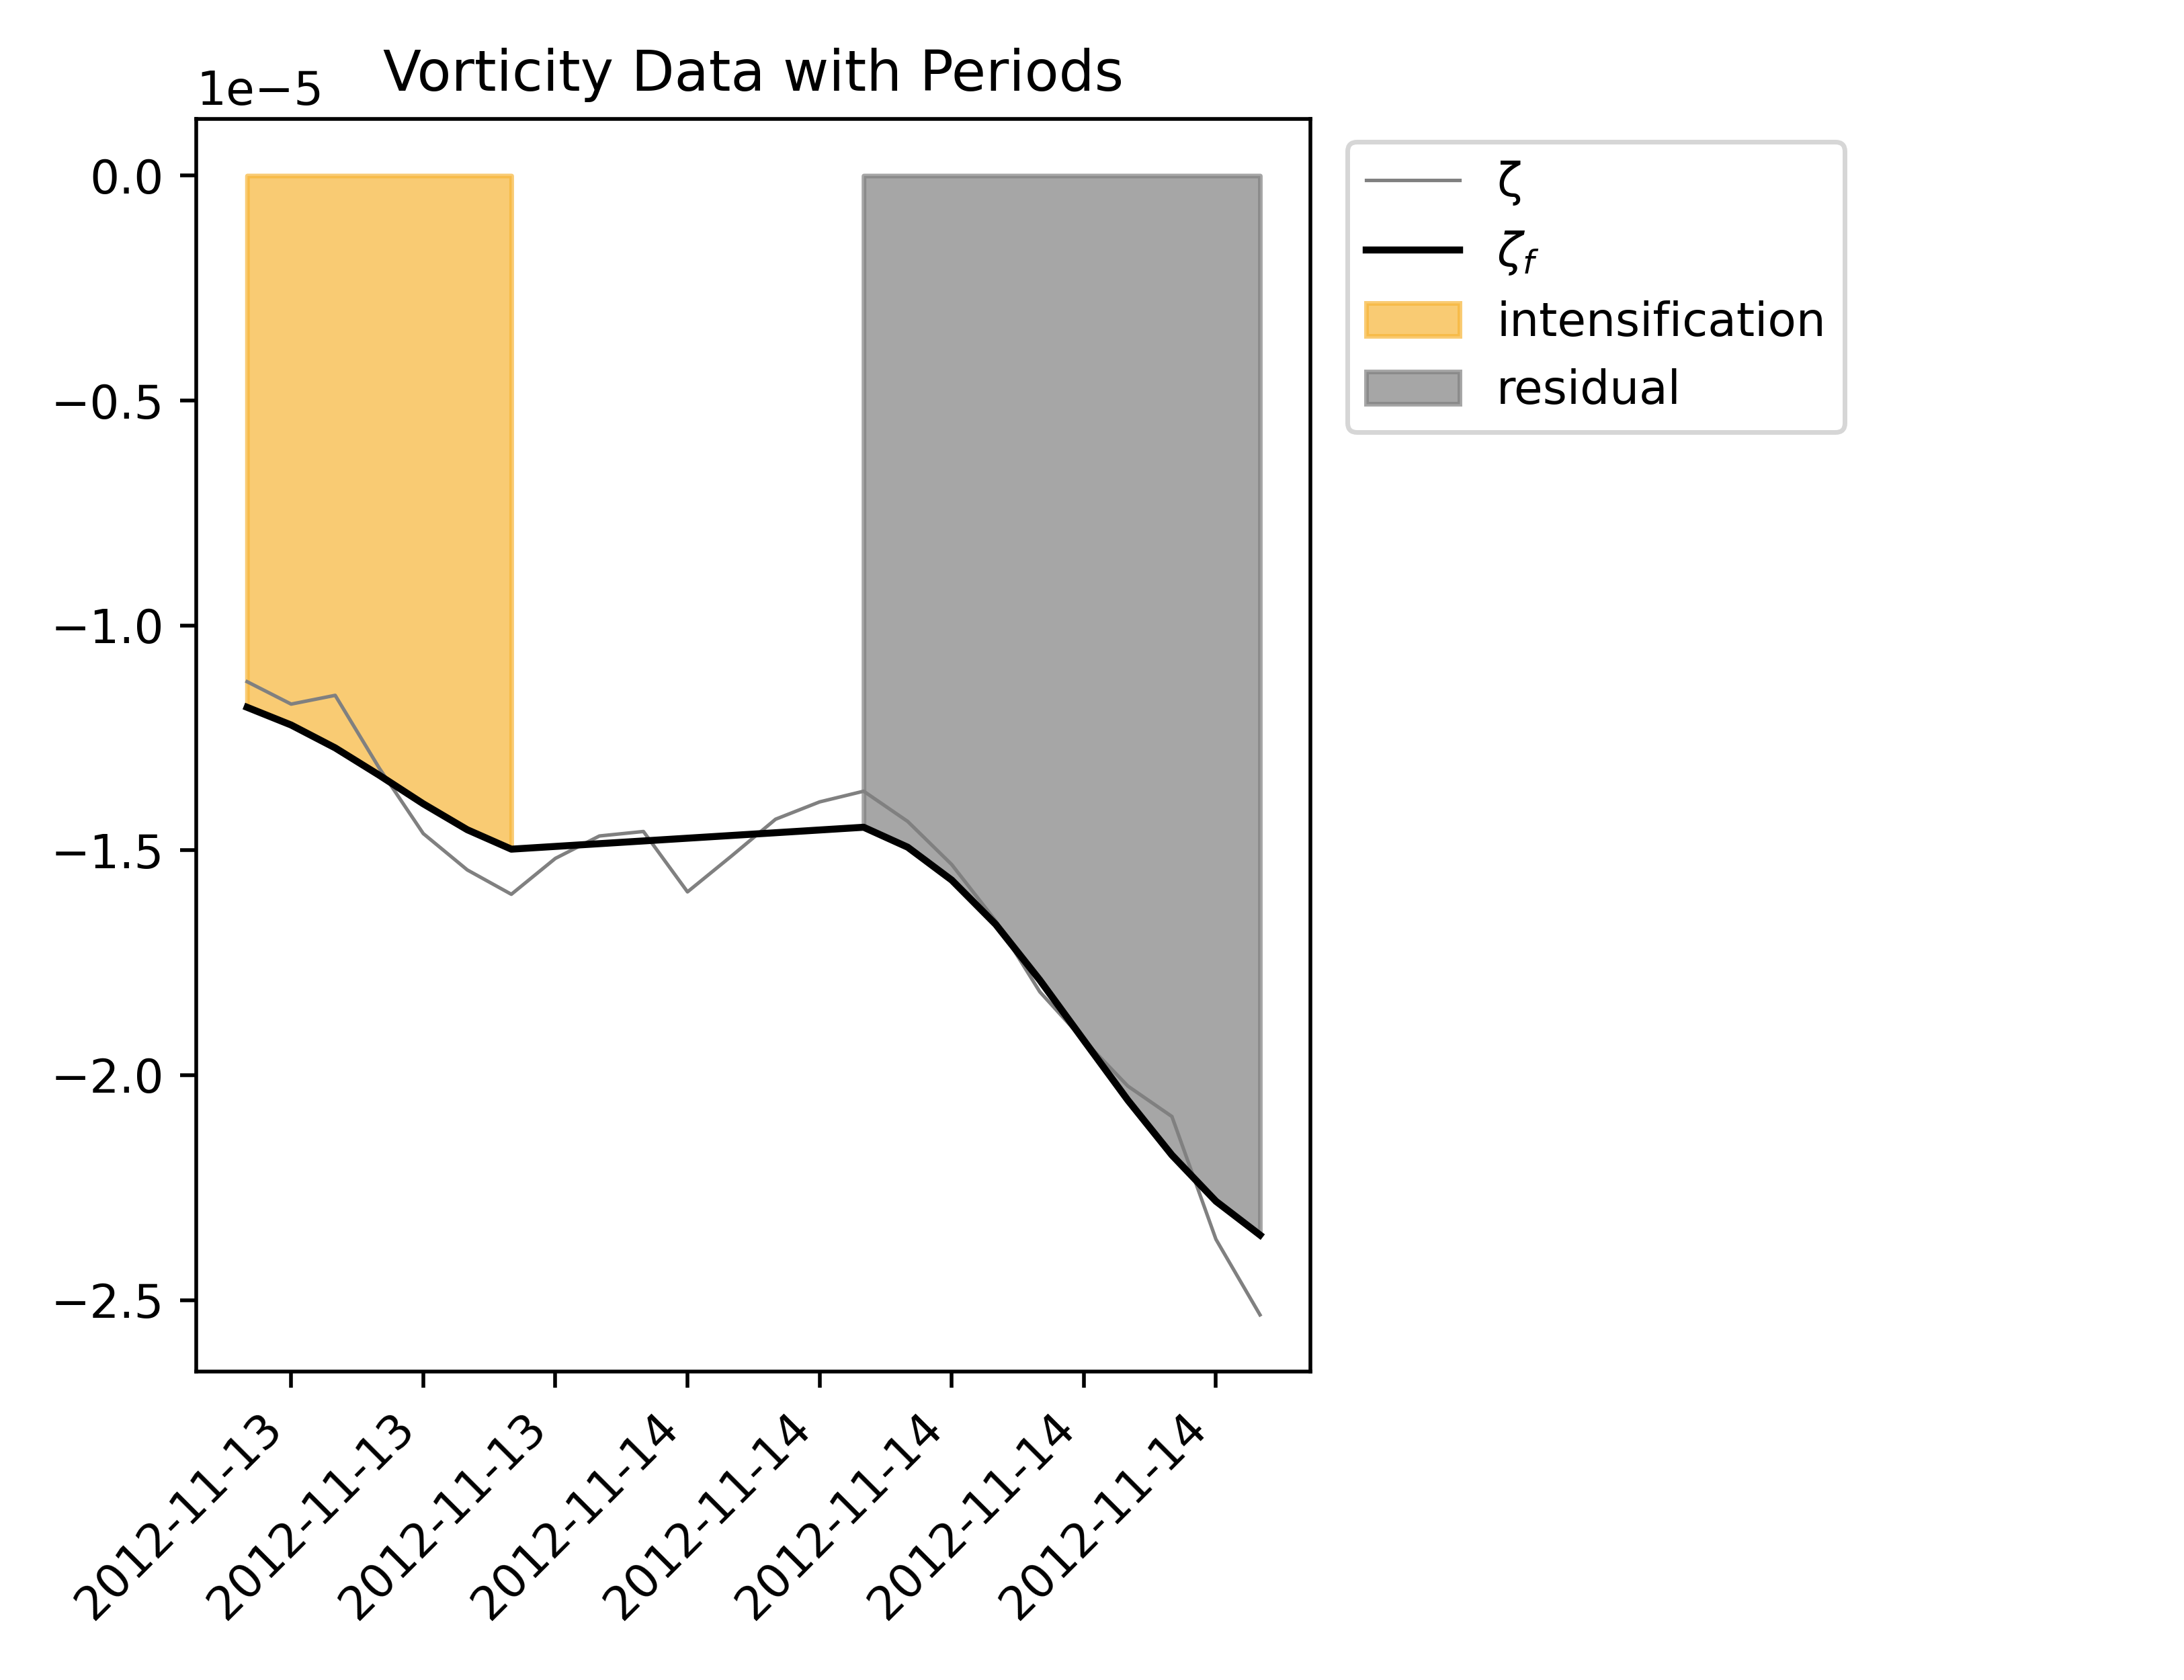 Vorticity Data with Periods
1e−5
0.0
−0.5
−1.0
−1.5
−2.0
−2.5
2012-11-13
2012-11-13
2012-11-13
2012-11-14
2012-11-14
2012-11-14
2012-11-14
2012-11-14
ζ
ζf
intensification
residual